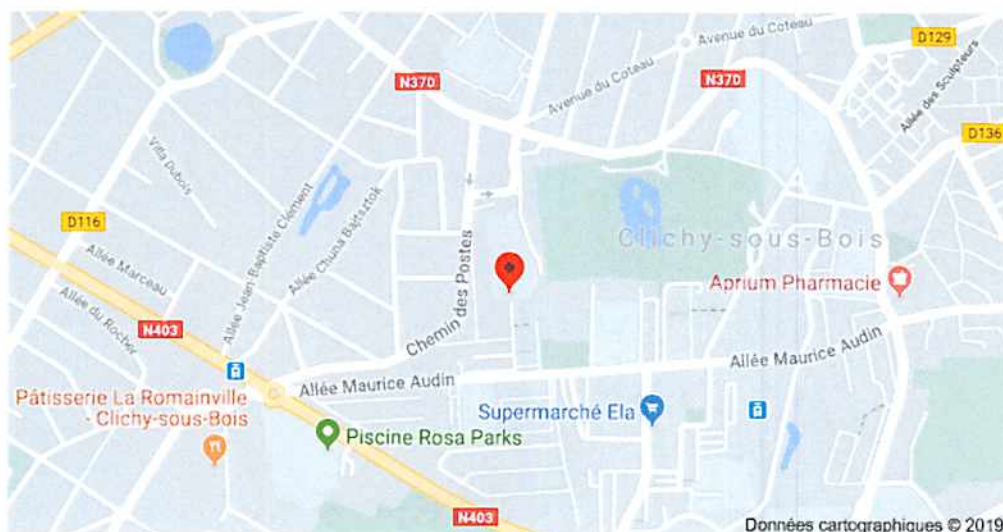 Avenue du Coteau
D129
N370
N370
Avenue du Coteau
Allée des Sculpteurs
D136
Villa Dubois
D116
Allée Jean Baptiste Clément
Allée Chuna Bajtsztok
Chemin des Postes
Clichy-sous-Bois
Allée Marceau
Aprium Pharmacie
Allée du Rocher
N403
Allée Maurice Audin
Allée Maurice Audin
Pâtisserie La Romainville
- Clichy-sous-Bois
Supermarché Ela
Piscine Rosa Parks
N403
Données cartographiques © 2019